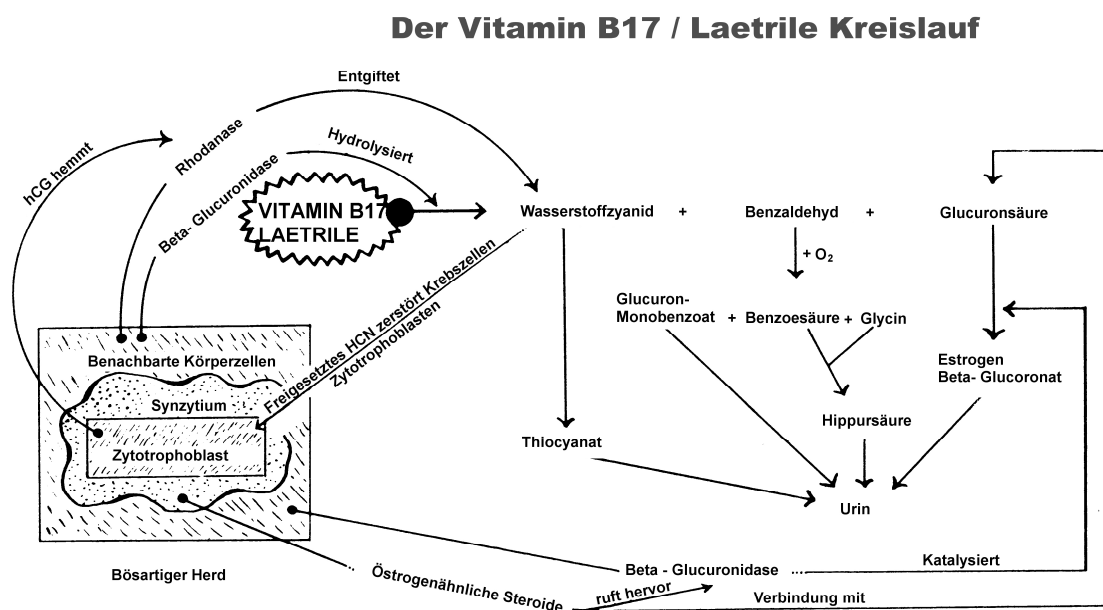 Der Vitamin B17 / Laetrile Kreislauf
Entgiftet
hCG hemmt
Rhodanase
Hydrolysiert
Beta- Glucuronidase
VITAMIN B17
LAETRILE
Wasserstoffzyanid + Benzaldehyd + Glucuronsäure
+ O₂
Freigesetztes HCN zerstört Krebszellen
Zytotrophoblasten
Glucuron-
Monobenzoat + Benzoesäure + Glycin
Benachbarte Körperzellen
Estrogen
Beta- Glucoronat
Synzytium
Hippursäure
Thiocyanat
Zytotrophoblast
Urin
Bösartiger Herd
... Östrogenähnliche Steroide
ruft hervor
Beta - Glucuronidase ....
Katalysiert
Verbindung mit